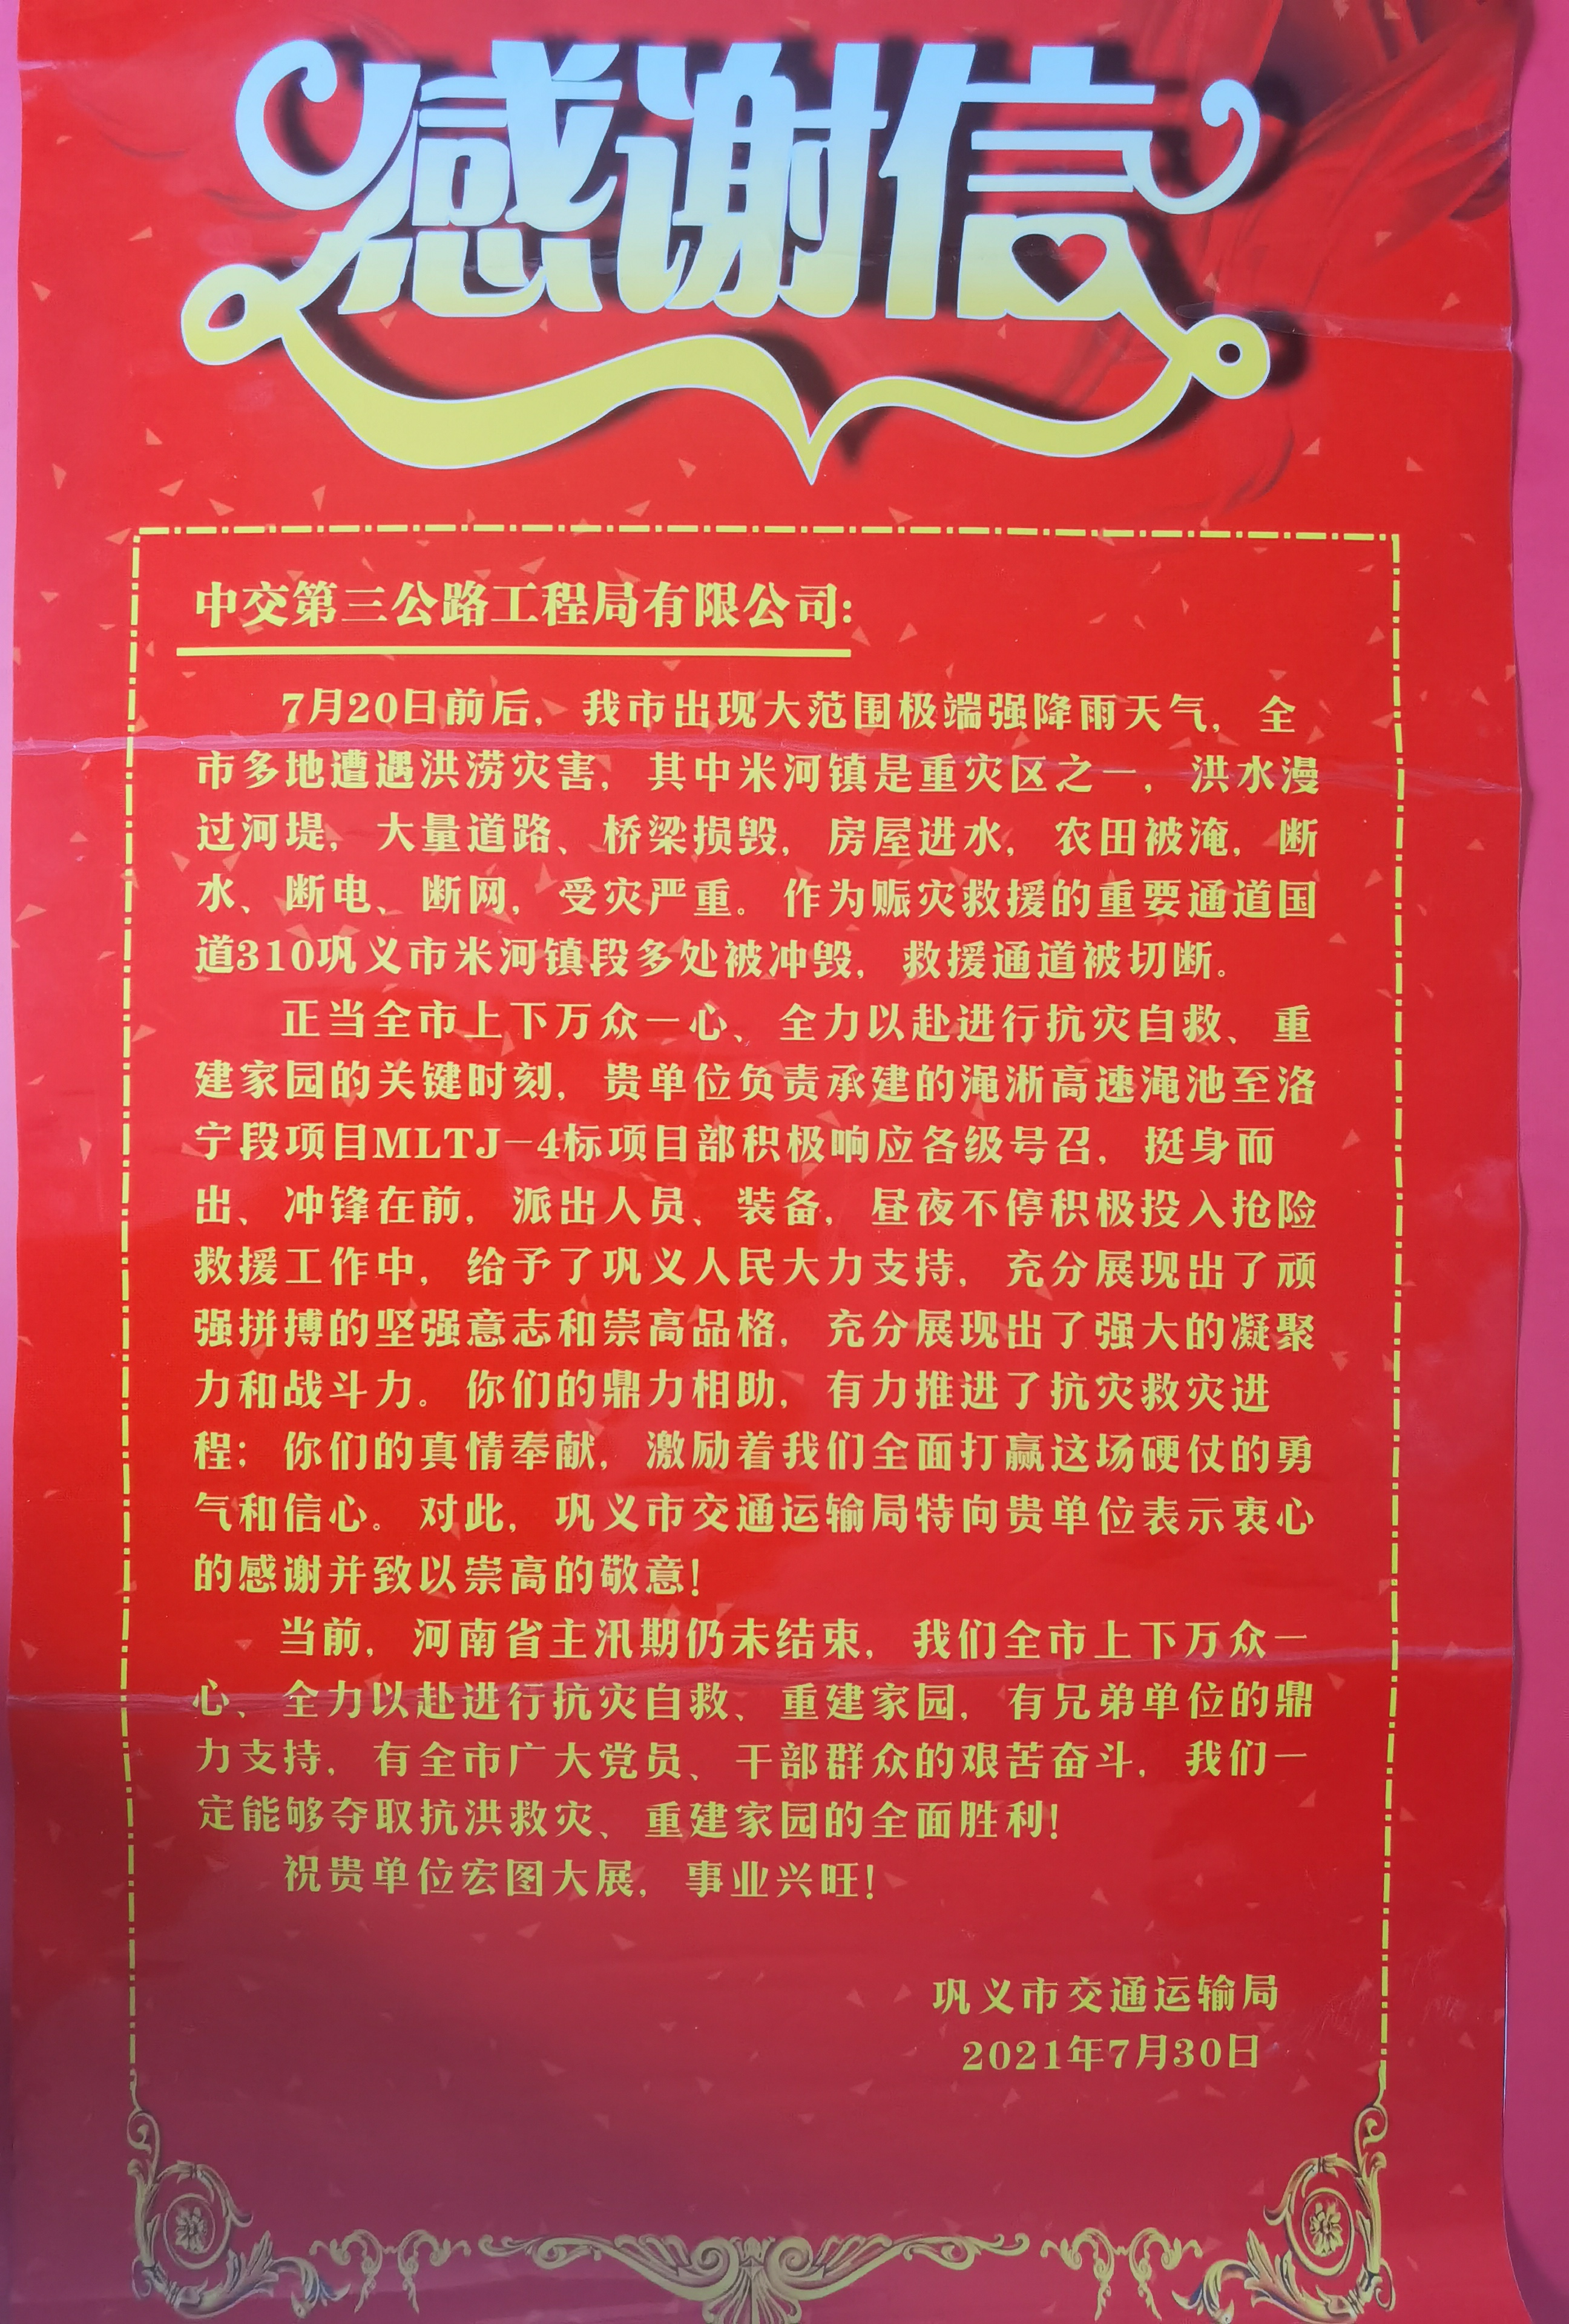 感谢信
中交第三公路工程局有限公司:
7月20日前后，我市出现大范围极端强降雨天气，全
市多地遭遇洪涝灾害，其中米河镇是重灾区之一，洪水漫
过河堤，大量道路、桥梁损毁，房屋进水，农田被淹，断
水、断电、断网，受灾严重。作为赈灾救援的重要通道国
道310巩义市米河镇段多处被冲毁，救援通道被切断。
正当全市上下万众一心、全力以赴进行抗灾自救、重
建家园的关键时刻，贵单位负责承建的渑淅高速渑池至洛
宁段项目MLTJ-4标项目部积极响应各级号召，挺身而
出、冲锋在前，派出人员、装备，昼夜不停积极投入抢险
救援工作中，给予了巩义人民大力支持，充分展现出了顽
强拼搏的坚强意志和崇高品格，充分展现出了强大的凝聚
力和战斗力。你们的鼎力相助，有力推进了抗灾救灾进
程；你们的真情奉献，激励着我们全面打赢这场硬仗的勇
气和信心。对此，巩义市交通运输局特向贵单位表示衷心
的感谢并致以崇高的敬意!
当前，河南省主汛期仍未结束，我们全市上下万众一
心、全力以赴进行抗灾自救、重建家园，有兄弟单位的鼎
力支持，有全市广大党员、干部群众的艰苦奋斗，我们一
定能够夺取抗洪救灾、重建家园的全面胜利!
祝贵单位宏图大展，事业兴旺!
巩义市交通运输局
2021年7月30日